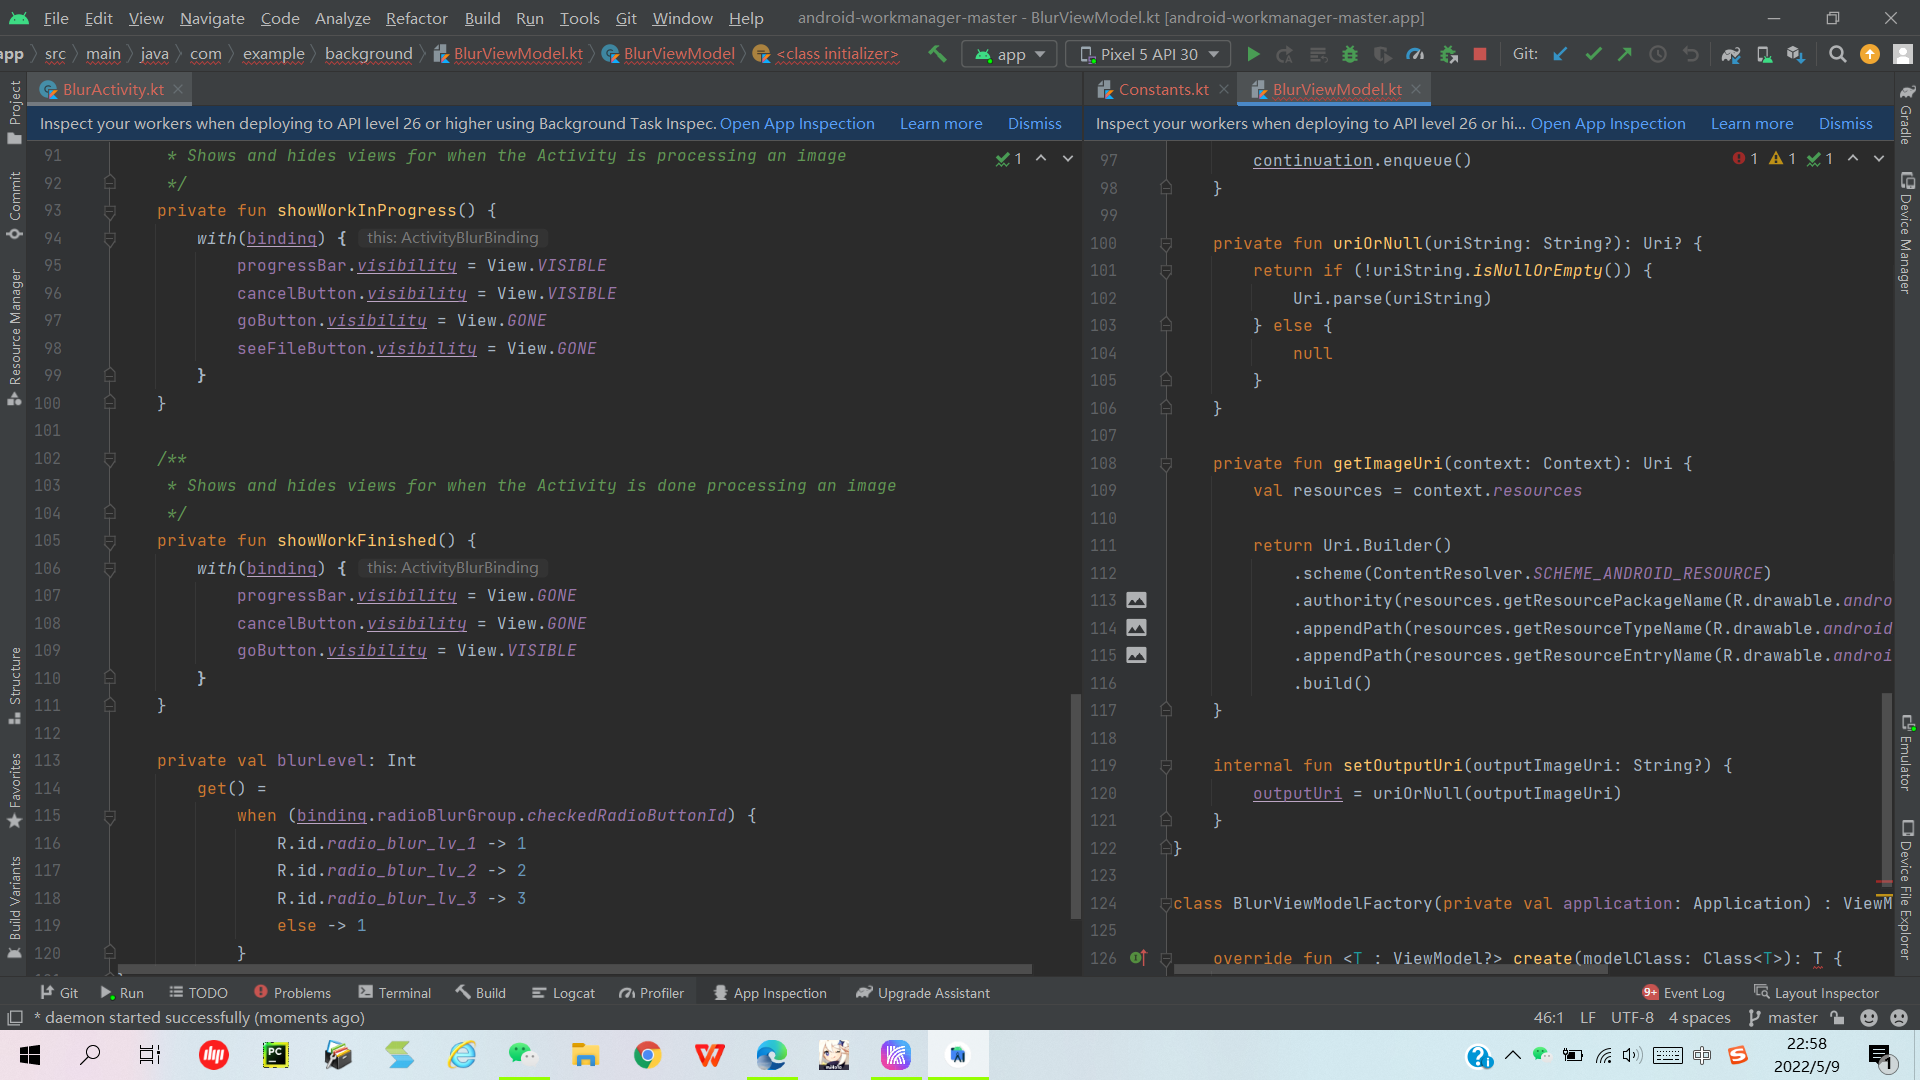 File Edit View Navigate Code Analyze Refactor Build Run Tools Git Window Help android-workmanager-master - BlurViewModel.kt [android-workmanager-master.app]
app src main java com example background BlurViewModel.kt BlurViewModel <class initializer> app Pixel 5 API 30 Git:
BlurActivity.kt
Constants.kt BlurViewModel.kt
Inspect your workers when deploying to API level 26 or higher using Background Task Inspec. Open App Inspection Learn more Dismiss
91 * Shows and hides views for when the Activity is processing an image
92 */
93 private fun showWorkInProgress() {
94 with(binding) { this: ActivityBlurBinding
95 progressBar.visibility = View.VISIBLE
96 cancelButton.visibility = View.VISIBLE
97 goButton.visibility = View.GONE
98 seeFileButton.visibility = View.GONE
99 }
100 }
101
102 /**
103 * Shows and hides views for when the Activity is done processing an image
104 */
105 private fun showWorkFinished() {
106 with(binding) { this: ActivityBlurBinding
107 progressBar.visibility = View.GONE
108 cancelButton.visibility = View.GONE
109 goButton.visibility = View.VISIBLE
110 }
111 }
112
113 private val blurLevel: Int
114 get() =
115 when (binding.radioBlurGroup.checkedRadioButtonId) {
116 R.id.radio_blur_lv_1 -> 1
117 R.id.radio_blur_lv_2 -> 2
118 R.id.radio_blur_lv_3 -> 3
119 else -> 1
120 }
1
Inspect your workers when deploying to API level 26 or hi... Open App Inspection Learn more Dismiss
1 1 1
97 continuation.enqueue()
98 }
99
100 private fun uriOrNull(uriString: String?): Uri? {
101 return if (!uriString.isNullOrEmpty()) {
102 Uri.parse(uriString)
103 } else {
104 null
105 }
106 }
107
108 private fun getImageUri(context: Context): Uri {
109 val resources = context.resources
110
111 return Uri.Builder()
112 .scheme(ContentResolver.SCHEME_ANDROID_RESOURCE)
113 .authority(resources.getResourcePackageName(R.drawable.andro
114 .appendPath(resources.getResourceTypeName(R.drawable.android
115 .appendPath(resources.getResourceEntryName(R.drawable.androi
116 .build()
117 }
118
119 internal fun setOutputUri(outputImageUri: String?) {
120 outputUri = uriOrNull(outputImageUri)
121 }
122 }
123
124 class BlurViewModelFactory(private val application: Application) : ViewM
125
126 override fun <T : ViewModel?> create(modelClass: Class<T>): T {
Project
Commit
Resource Manager
Structure
Favorites
Build Variants
Gradle
Device Manager
Emulator
Device File Explorer
Git Run TODO Problems Terminal Build Logcat Profiler App Inspection Upgrade Assistant 9+ Event Log Layout Inspector
* daemon started successfully (moments ago) 46:1 LF UTF-8 4 spaces master
PC
中
22:58
2022/5/9
1